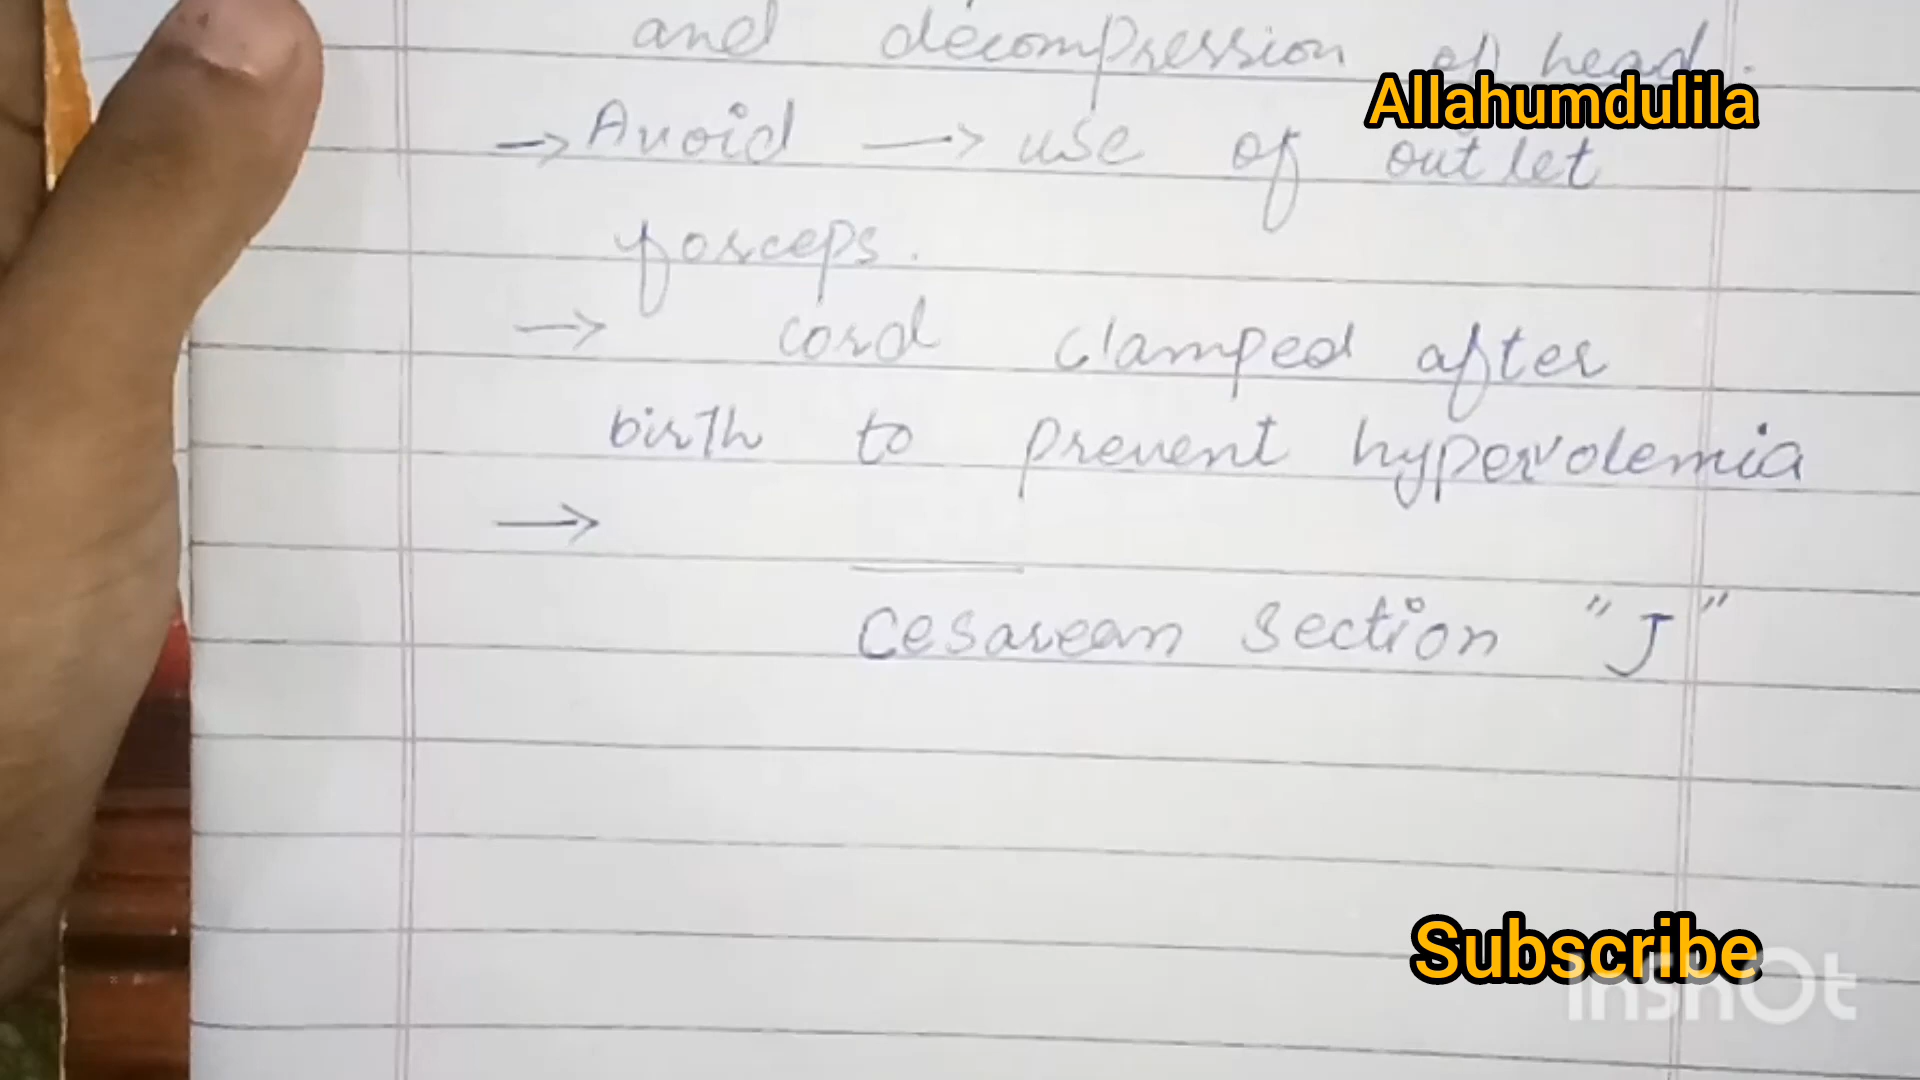 and decompression of head.
Allahumdulila
→ Avoid → use of outlet
forceps.
→ cord clamped after
birth to prevent hypervolemia
→
Cesarean section "J"
Subscribe
InShOt